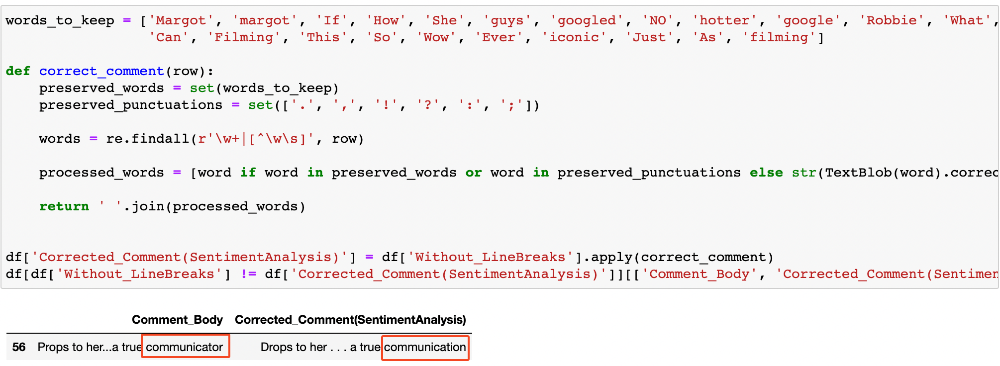 words_to_keep = ['Margot', 'margot', 'If', 'How', 'She', 'guys', 'googled', 'NO', 'hotter', 'google', 'Robbie', 'What',
'Can', 'Filming', 'This', 'So', 'Wow', 'Ever', 'iconic', 'Just', 'As', 'filming']
def correct_comment(row):
preserved_words = set(words_to_keep)
preserved_punctuations = set(['.', ',', '!', '?', ':', ';'])
words = re.findall(r'\w+|[^\w\s]', row)
processed_words = [word if word in preserved_words or word in preserved_punctuations else str(TextBlob(word).correc
return ' '.join(processed_words)
df['Corrected_Comment(SentimentAnalysis)'] = df['Without_LineBreaks'].apply(correct_comment)
df[df['Without_LineBreaks'] != df['Corrected_Comment(SentimentAnalysis)']][['Comment_Body', 'Corrected_Comment(Sentimen
Comment_Body Corrected_Comment(SentimentAnalysis)
56 Props to her...a true communicator Drops to her . . . a true communication